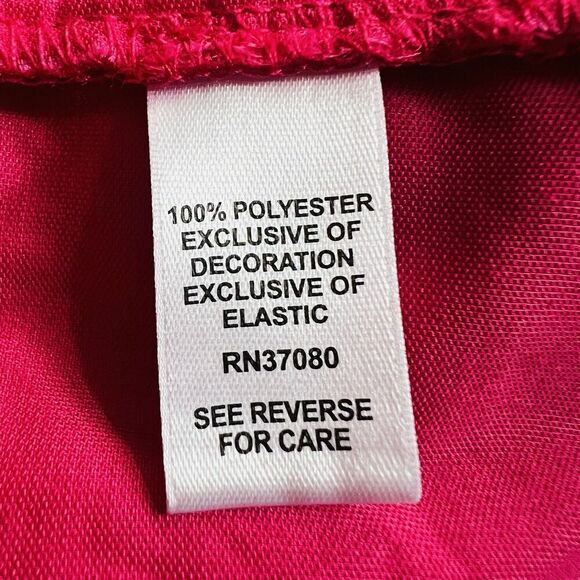 100% POLYESTER
EXCLUSIVE OF
DECORATION
EXCLUSIVE OF
ELASTIC
RN37080
SEE REVERSE
FOR CARE